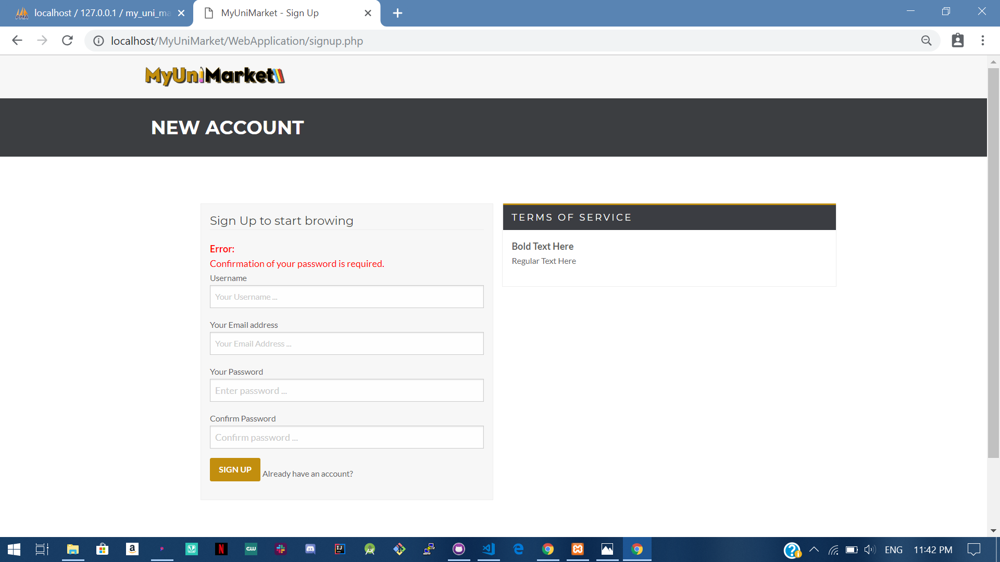 localhost / 127.0.0.1 / my_uni_ma
MyUniMarket - Sign Up
localhost/MyUniMarket/WebApplication/signup.php
MyUniMarket
NEW ACCOUNT
Sign Up to start browing
Error:
Confirmation of your password is required.
Username
Your Username ...
Your Email address
Your Email Address ...
Your Password
Enter password ...
Confirm Password
Confirm password ...
SIGN UP Already have an account?
TERMS OF SERVICE
Bold Text Here
Regular Text Here
ENG
11:42 PM